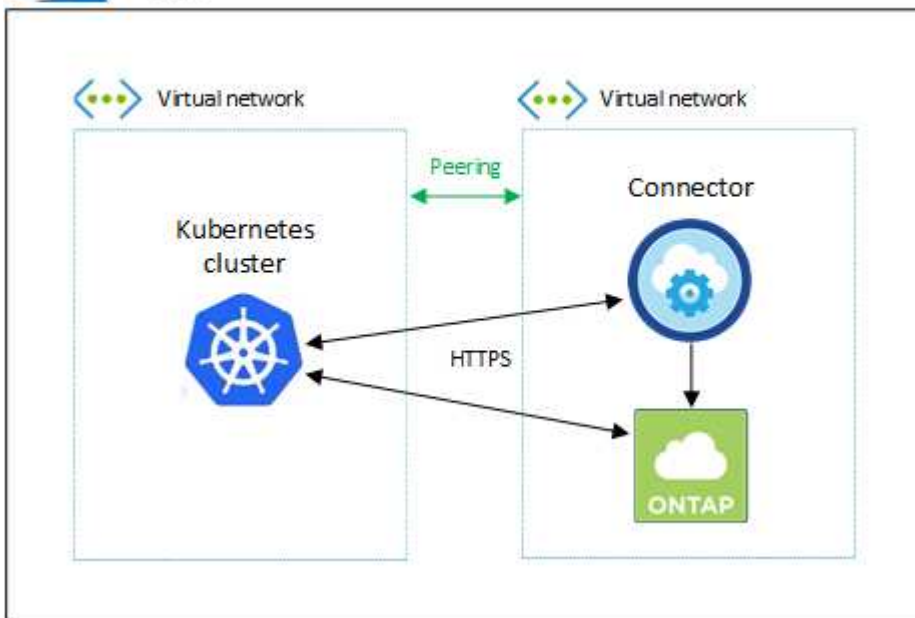 Virtual network
Virtual network
Peering
Connector
Kubernetes
cluster
HTTPS
ONTAP